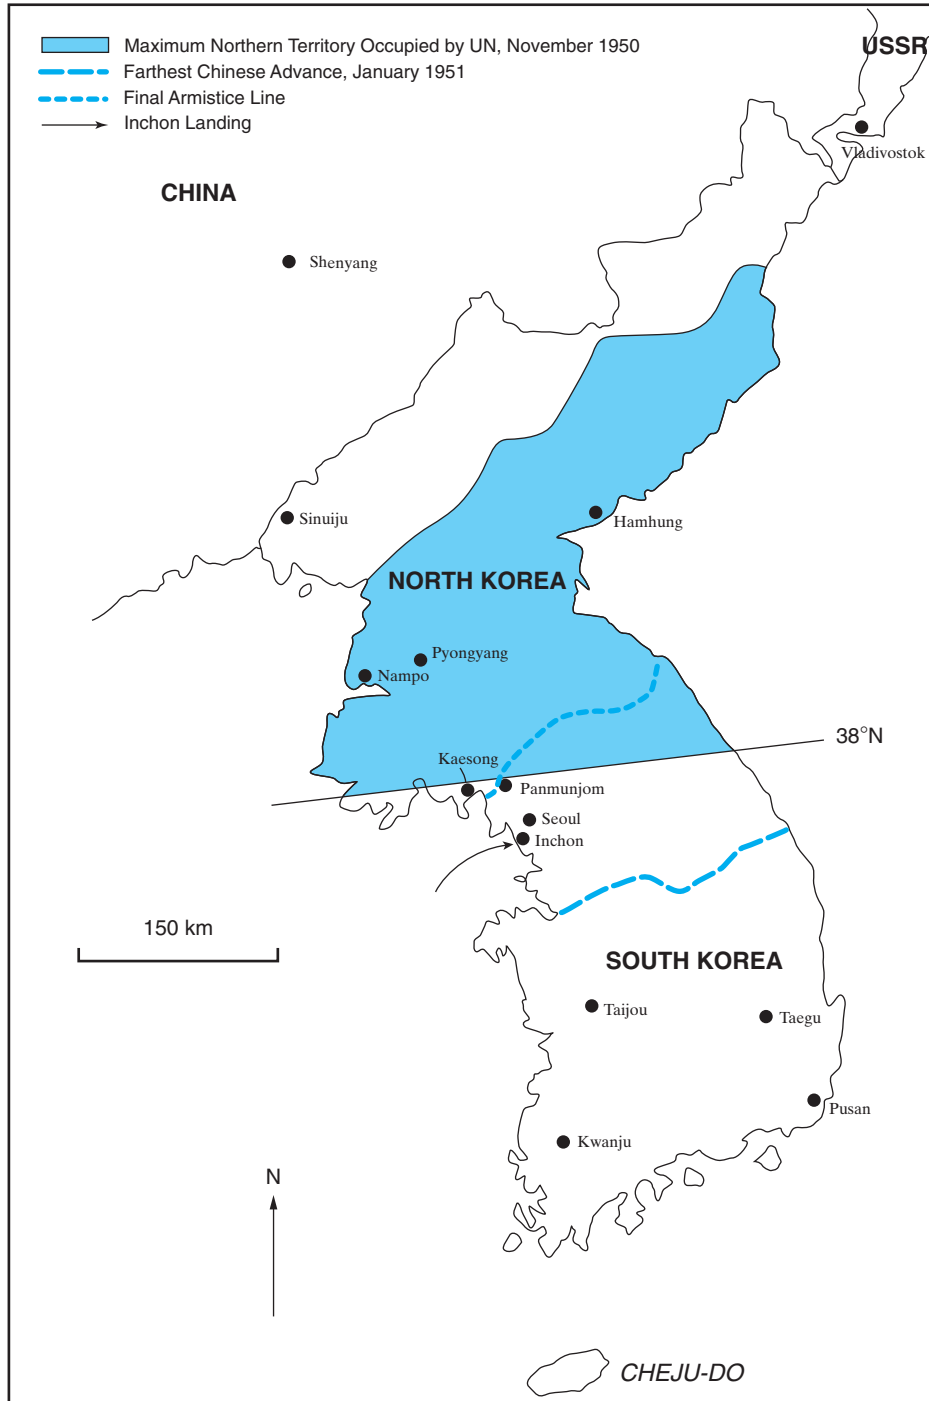 Maximum Northern Territory Occupied by UN, November 1950
Farthest Chinese Advance, January 1951
Final Armistice Line
Inchon Landing
USSR
Vladivostok
CHINA
Shenyang
Sinuiju
Hamhung
NORTH KOREA
Pyongyang
Nampo
38°N
Kaesong
Panmunjom
Seoul
Inchon
150 km
SOUTH KOREA
Taijou
Taegu
Pusan
Kwanju
N
CHEJU-DO